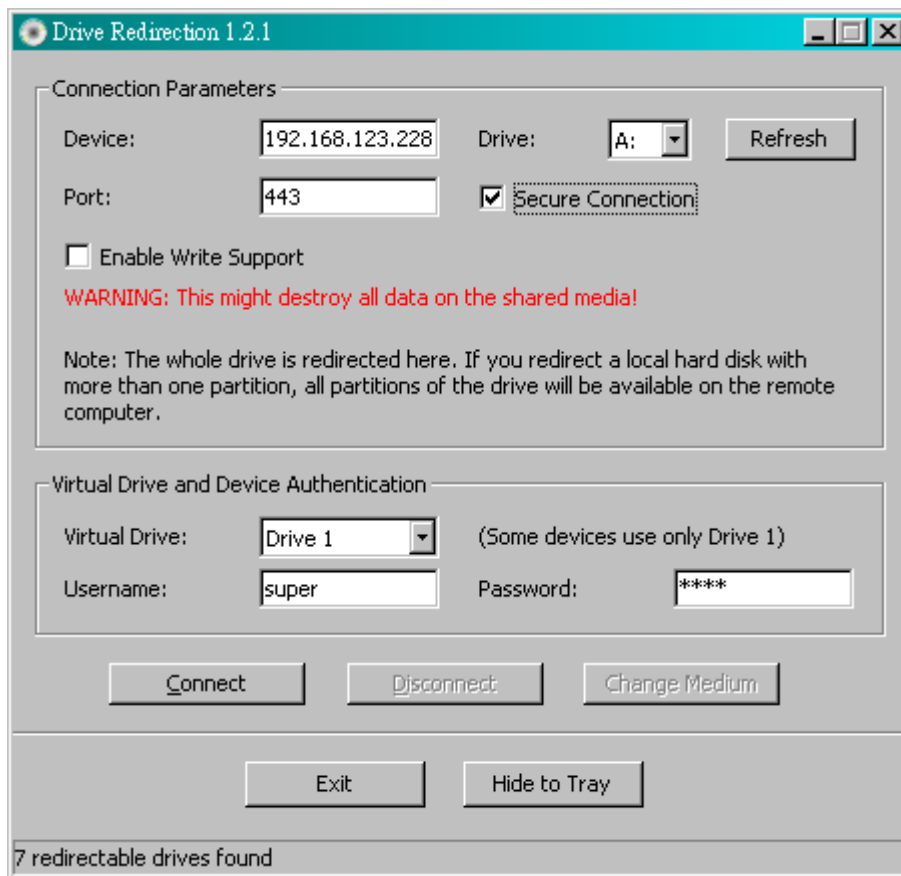 Drive Redirection 1.2.1
Connection Parameters
Device: 192.168.123.228 Drive: A: Refresh
Port: 443 Secure Connection
Enable Write Support
WARNING: This might destroy all data on the shared media!
Note: The whole drive is redirected here. If you redirect a local hard disk with
more than one partition, all partitions of the drive will be available on the remote
computer.
Virtual Drive and Device Authentication
Virtual Drive: Drive 1 (Some devices use only Drive 1)
Username: super Password: ****
Connect Disconnect Change Medium
Exit Hide to Tray
7 redirectable drives found